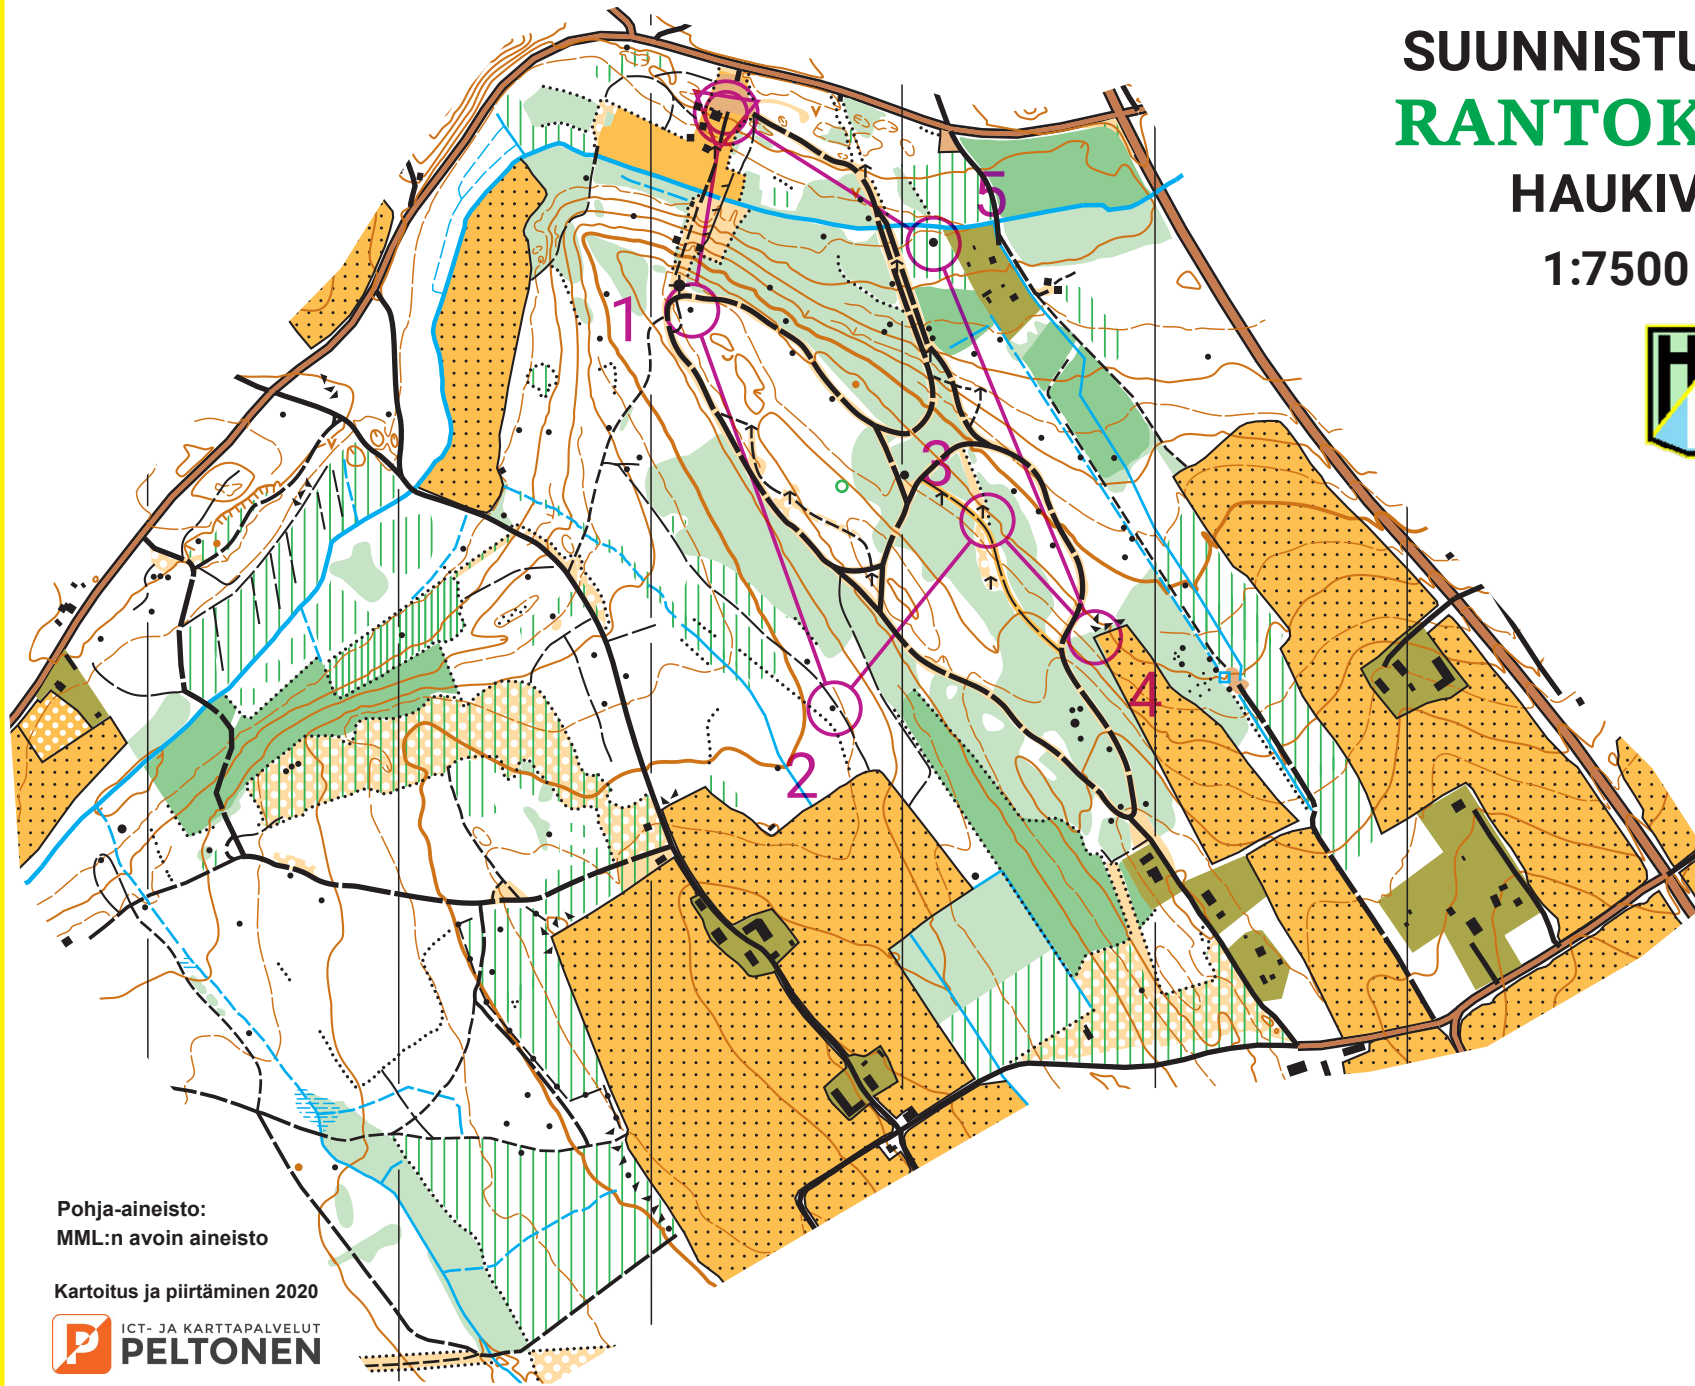 SUUNNISTU
RANTOK
HAUKIV
1:7500
H
5
1
3
4
2
Pohja-aineisto:
MML:n avoin aineisto
Kartoitus ja piirtäminen 2020
P
ICT- JA KARTTAPALVELUT
PELTONEN